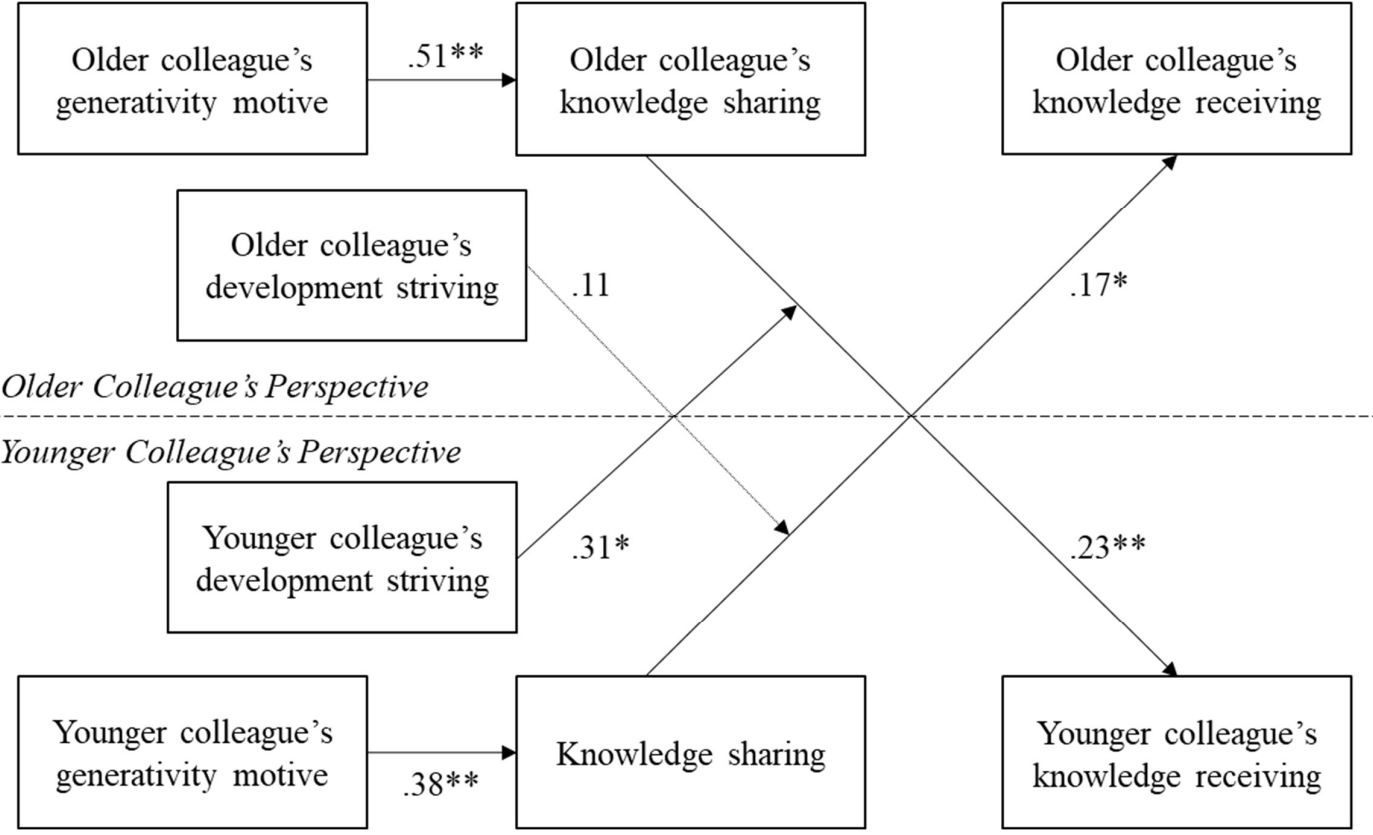 Older colleague's
generativity motive
.51**
Older colleague's
knowledge sharing
Older colleague's
knowledge receiving
Older colleague's
development striving
.11
.17*
Older Colleague's Perspective
Younger Colleague's Perspective
Younger colleague's
development striving
.31*
.23**
Younger colleague's
generativity motive
.38**
Knowledge sharing
Younger colleague's
knowledge receiving